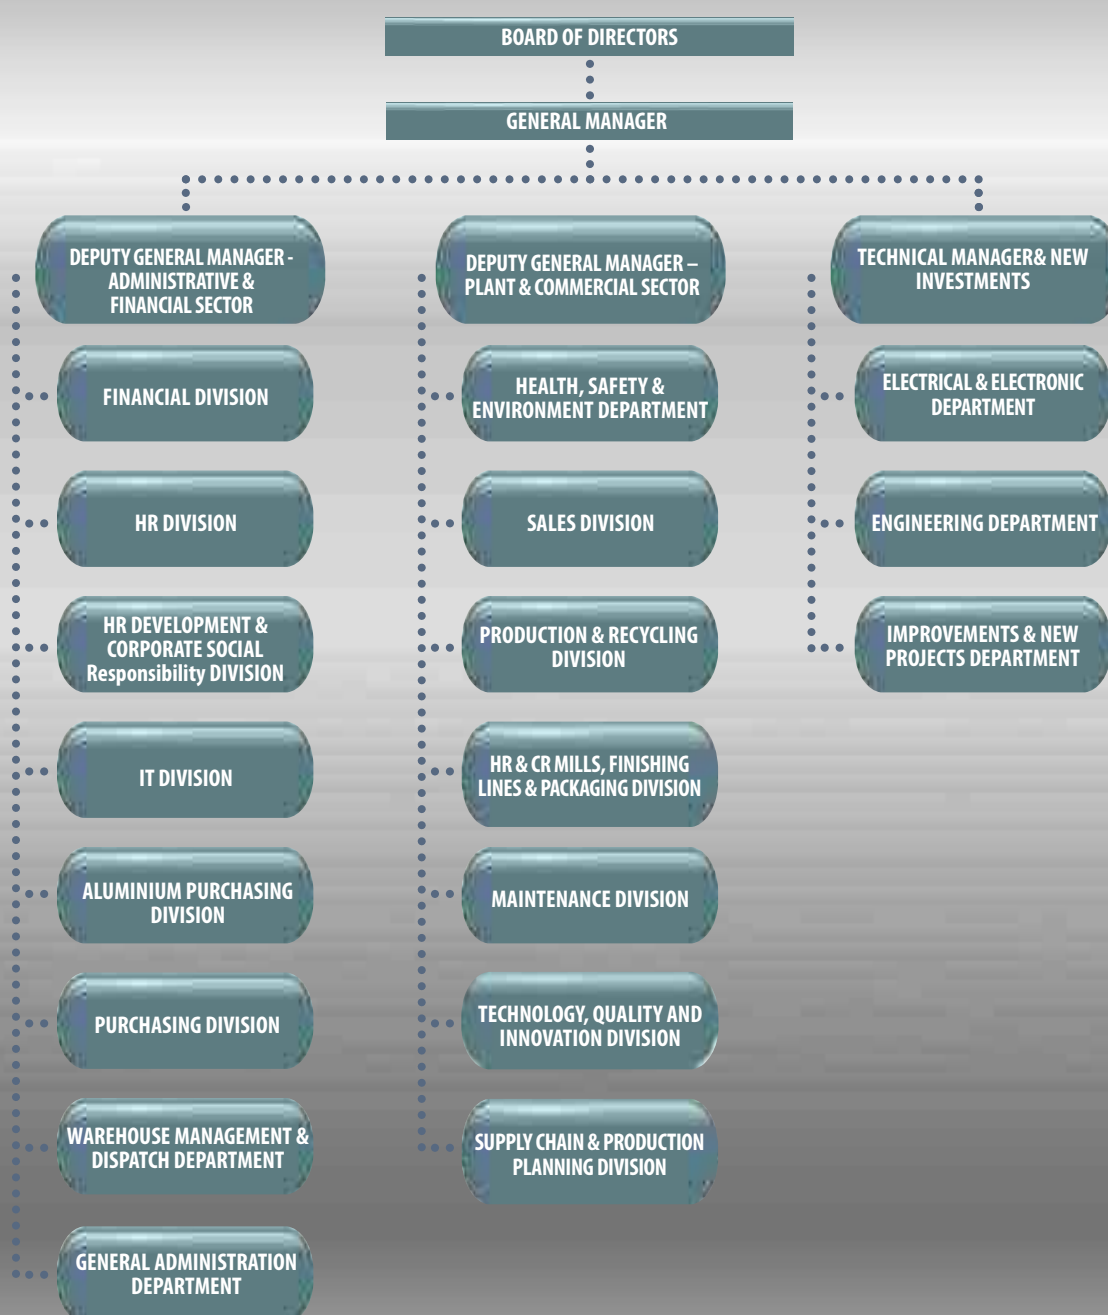 BOARD OF DIRECTORS
GENERAL MANAGER
DEPUTY GENERAL MANAGER -
ADMINISTRATIVE &
FINANCIAL SECTOR
FINANCIAL DIVISION
HR DIVISION
HR DEVELOPMENT &
CORPORATE SOCIAL
Responsibility DIVISION
IT DIVISION
ALUMINIUM PURCHASING
DIVISION
PURCHASING DIVISION
WAREHOUSE MANAGEMENT &
DISPATCH DEPARTMENT
GENERAL ADMINISTRATION
DEPARTMENT
DEPUTY GENERAL MANAGER –
PLANT & COMMERCIAL SECTOR
HEALTH, SAFETY &
ENVIRONMENT DEPARTMENT
SALES DIVISION
PRODUCTION & RECYCLING
DIVISION
HR & CR MILLS, FINISHING
LINES & PACKAGING DIVISION
MAINTENANCE DIVISION
TECHNOLOGY, QUALITY AND
INNOVATION DIVISION
SUPPLY CHAIN & PRODUCTION
PLANNING DIVISION
TECHNICAL MANAGER& NEW
INVESTMENTS
ELECTRICAL & ELECTRONIC
DEPARTMENT
ENGINEERING DEPARTMENT
IMPROVEMENTS & NEW
PROJECTS DEPARTMENT